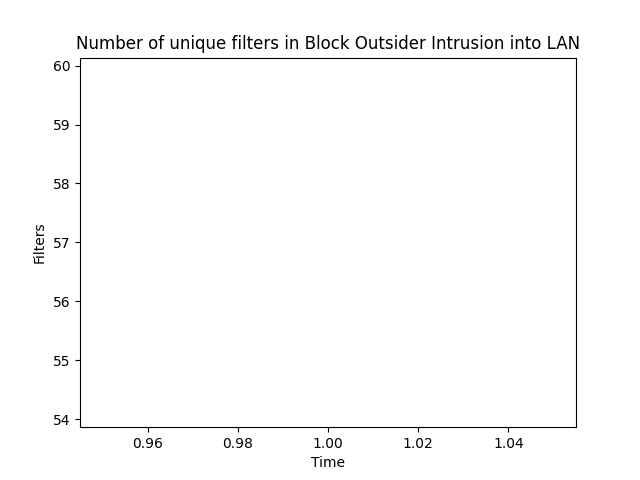 Number of unique filters in Block Outsider Intrusion into LAN
60
59
58
57
56
55
54
Filters
0.96 0.98 1.00 1.02 1.04
Time